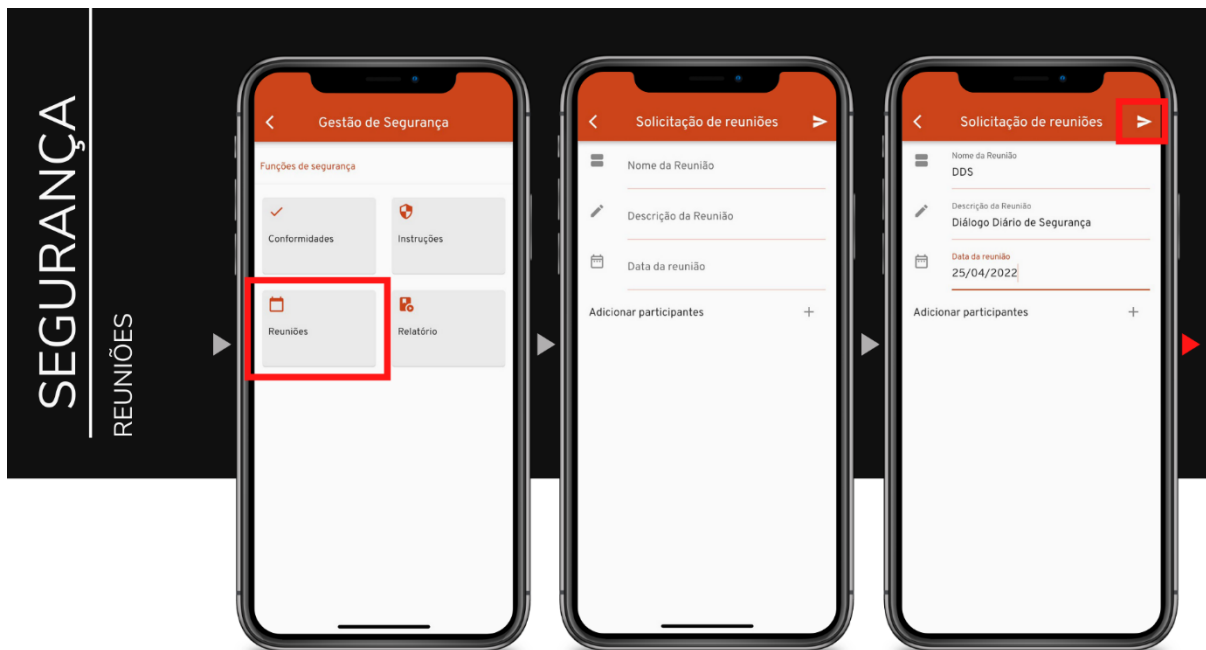 SEGURANÇA
REUNIÕES
Gestão de Segurança
Funções de segurança
Conformidades
Instruções
Reuniões
Relatório
Solicitação de reuniões
Nome da Reunião
Descrição da Reunião
Data da reunião
Adicionar participantes
Solicitação de reuniões
Nome da Reunião
DDS
Descrição da Reunião
Diálogo Diário de Segurança
Data da reunião
25/04/2022
Adicionar participantes